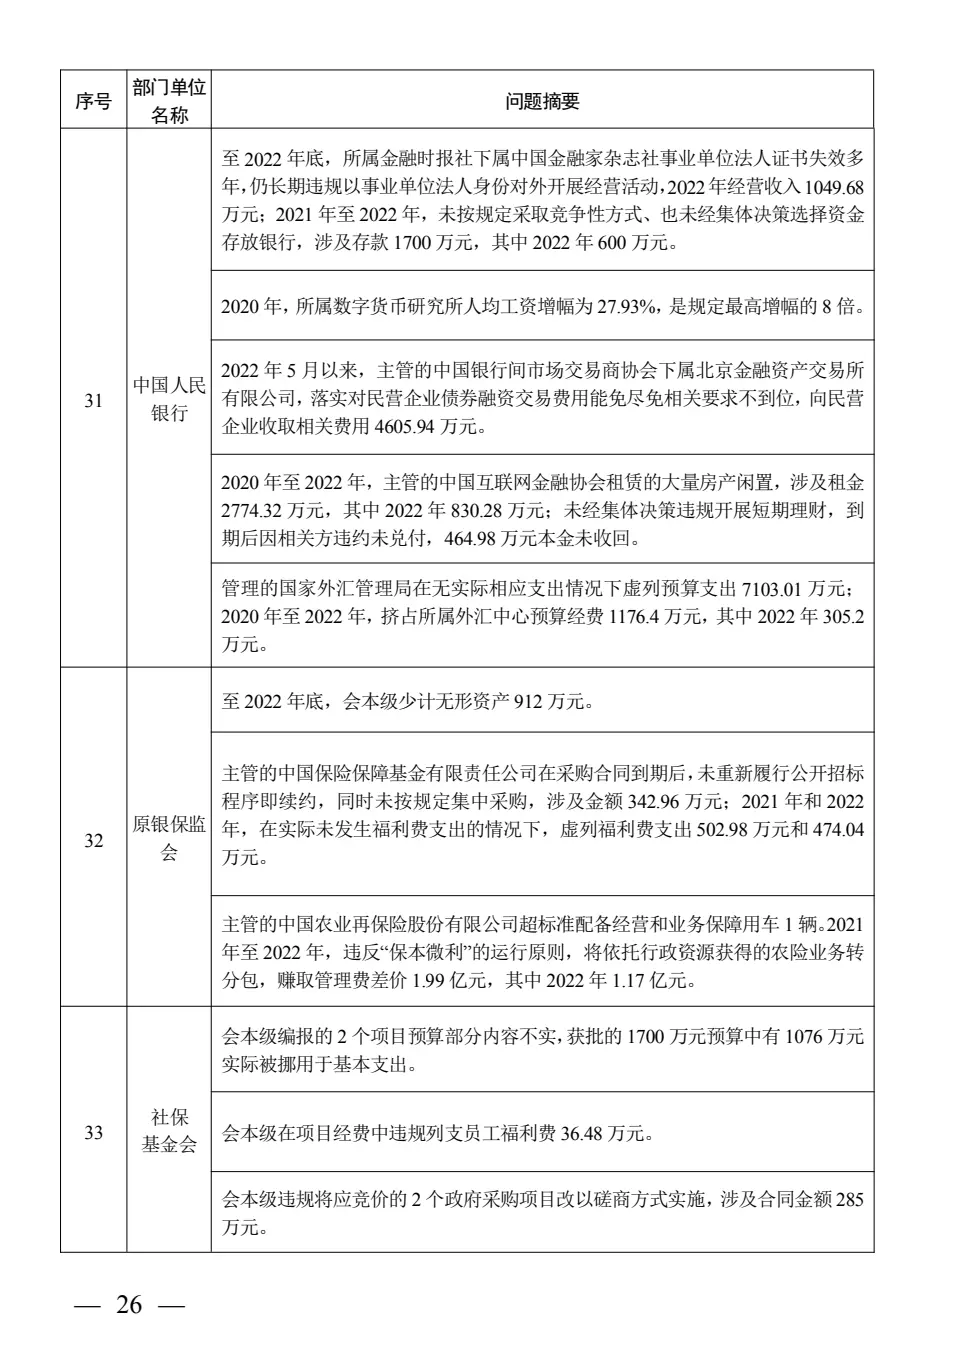 序号
部门单位
名称
问题摘要
31
中国人民
银行
至 2022 年底，所属金融时报社下属中国金融家杂志社事业单位法人证书失效多
年，仍长期违规以事业单位法人身份对外开展经营活动，2022 年经营收入 1049.68
万元；2021 年至 2022 年，未按规定采取竞争性方式、也未经集体决策选择资金
存放银行，涉及存款 1700 万元，其中 2022 年 600 万元。
2020 年，所属数字货币研究所人均工资增幅为 27.93%，是规定最高增幅的 8 倍。
2022 年 5 月以来，主管的中国银行间市场交易商协会下属北京金融资产交易所
有限公司，落实对民营企业债券融资交易费用能免尽免相关要求不到位，向民营
企业收取相关费用 4605.94 万元。
2020 年至 2022 年，主管的中国互联网金融协会租赁的大量房产闲置，涉及租金
2774.32 万元，其中 2022 年 830.28 万元；未经集体决策违规开展短期理财，到
期后因相关方违约未兑付，464.98 万元本金未收回。
管理的国家外汇管理局在无实际相应支出情况下虚列预算支出 7103.01 万元；
2020 年至 2022 年，挤占所属外汇中心预算经费 1176.4 万元，其中 2022 年 305.2
万元。
32
原银保监
会
至 2022 年底，会本级少计无形资产 912 万元。
主管的中国保险保障基金有限责任公司在采购合同到期后，未重新履行公开招标
程序即续约，同时未按规定集中采购，涉及金额 342.96 万元；2021 年和 2022
年，在实际未发生福利费支出的情况下，虚列福利费支出 502.98 万元和 474.04
万元。
主管的中国农业再保险股份有限公司超标准配备经营和业务保障用车 1 辆。2021
年至 2022 年，违反“保本微利”的运行原则，将依托行政资源获得的农险业务转
分包，赚取管理费差价 1.99 亿元，其中 2022 年 1.17 亿元。
33
社保
基金会
会本级编报的 2 个项目预算部分内容不实，获批的 1700 万元预算中有 1076 万元
实际被挪用于基本支出。
会本级在项目经费中违规列支员工福利费 36.48 万元。
会本级违规将应竞价的 2 个政府采购项目改以磋商方式实施，涉及合同金额 285
万元。
— 26 —